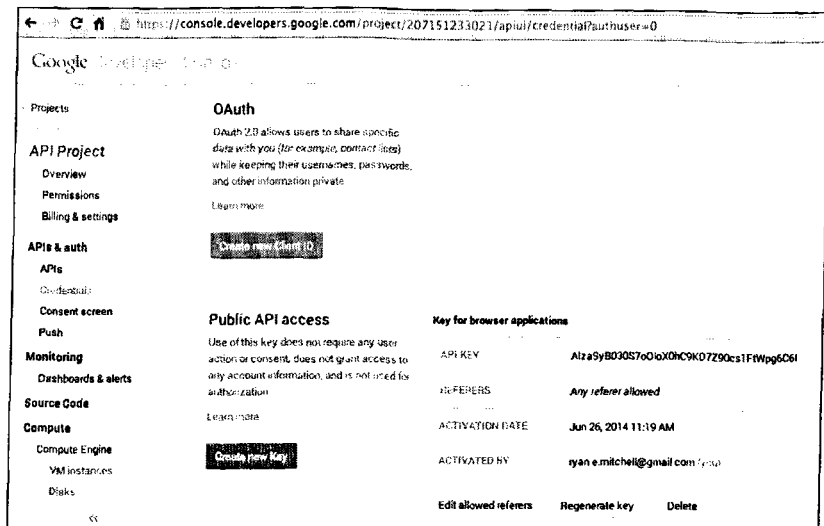 https://console.developers.google.com/project/207151233021/apiui/credential?authuser=0
Google
Projects
API Project
Overview
Permissions
Billing & settings
APIs & auth
APIs
Credentials
Consent screen
Push
Monitoring
Dashboards & alerts
Source Code
Compute
Compute Engine
VM instances
Disks
<<
OAuth
OAuth 2.0 allows users to share specific
data with you (for example, contact lists)
while keeping their usernames, passwords,
and other information private
Learn more
Create new Client ID
Public API access
Use of this key does not require any user
action or consent, does not grant access to
any account information, and is not used for
authorization
Learn more
Create new Key
Key for browser applications
API KEY
REFERERS Any referer allowed
ACTIVATION DATE Jun 26, 2014 11:19 AM
ACTIVATED BY ryan.e.mitchell@gmail.com (you)
Edit allowed referers Regenerate key Delete